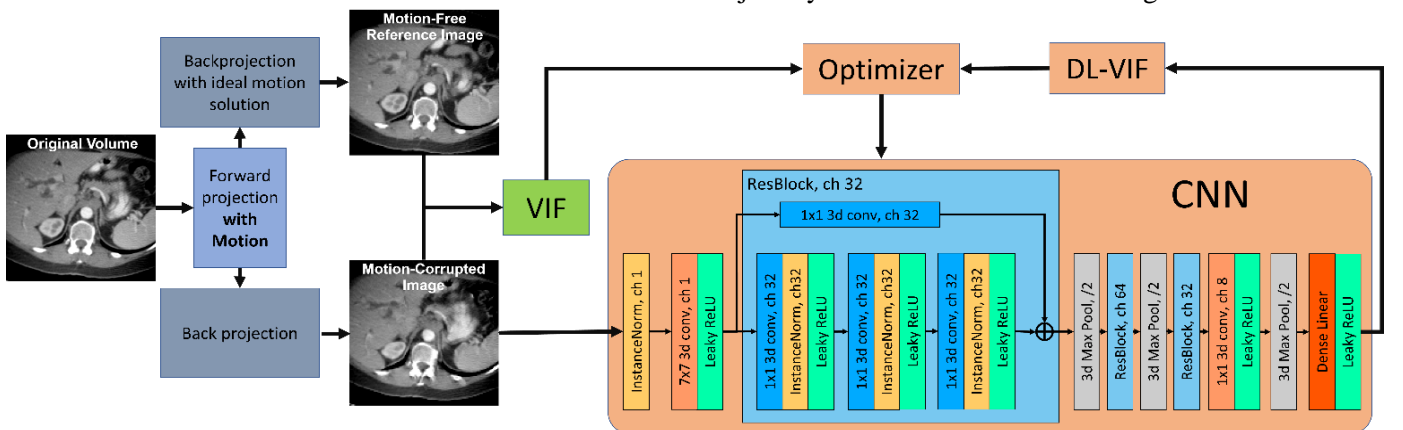 Motion-Free
Reference Image
Backprojection
with ideal motion
solution
Optimizer
DL-VIF
Original Volume
Forward
projection
with
Motion
VIF
CNN
ResBlock, ch 32
1x1 3d conv, ch 32
Motion-Corrupted
Image
Back projection
InstanceNorm, ch 1
7x7 3d conv, ch 1
Leaky ReLU
1x1 3d conv, ch 32
InstanceNorm, ch32
Leaky ReLU
1x1 3d conv, ch 32
InstanceNorm, ch32
Leaky ReLU
1x1 3d conv, ch 32
InstanceNorm, ch32
Leaky ReLU
3d Max Pool, /2
ResBlock, ch 64
3d Max Pool, /2
ResBlock, ch 32
1x1 3d conv, ch 8
Leaky ReLU
3d Max Pool, /2
Dense Linear
Leaky ReLU